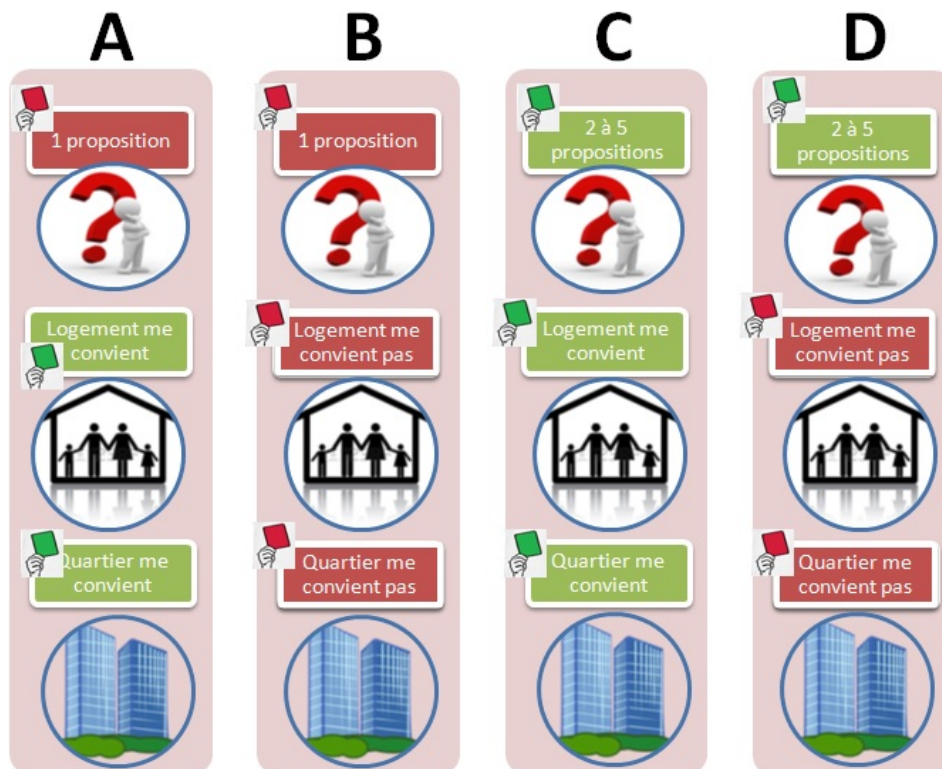 A
B
C
D
1 proposition
1 proposition
2 à 5
propositions
2 à 5
propositions
Logement me
convient
Logement me
convient pas
Logement me
convient
Logement me
convient pas
Quartier me
convient
Quartier me
convient pas
Quartier me
convient
Quartier me
convient pas